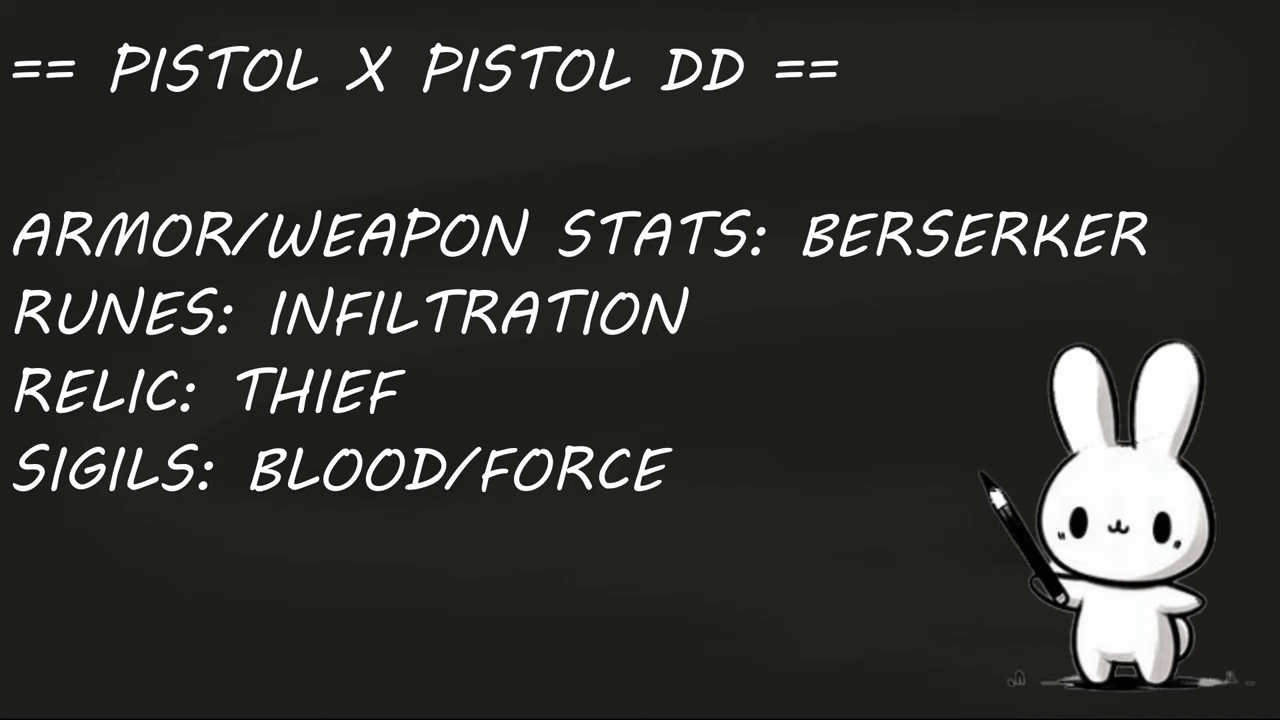 == PISTOL X PISTOL DD ==
ARMOR/WEAPON STATS: BERSERKER
RUNES: INFILTRATION
RELIC: THIEF
SIGILS: BLOOD/FORCE